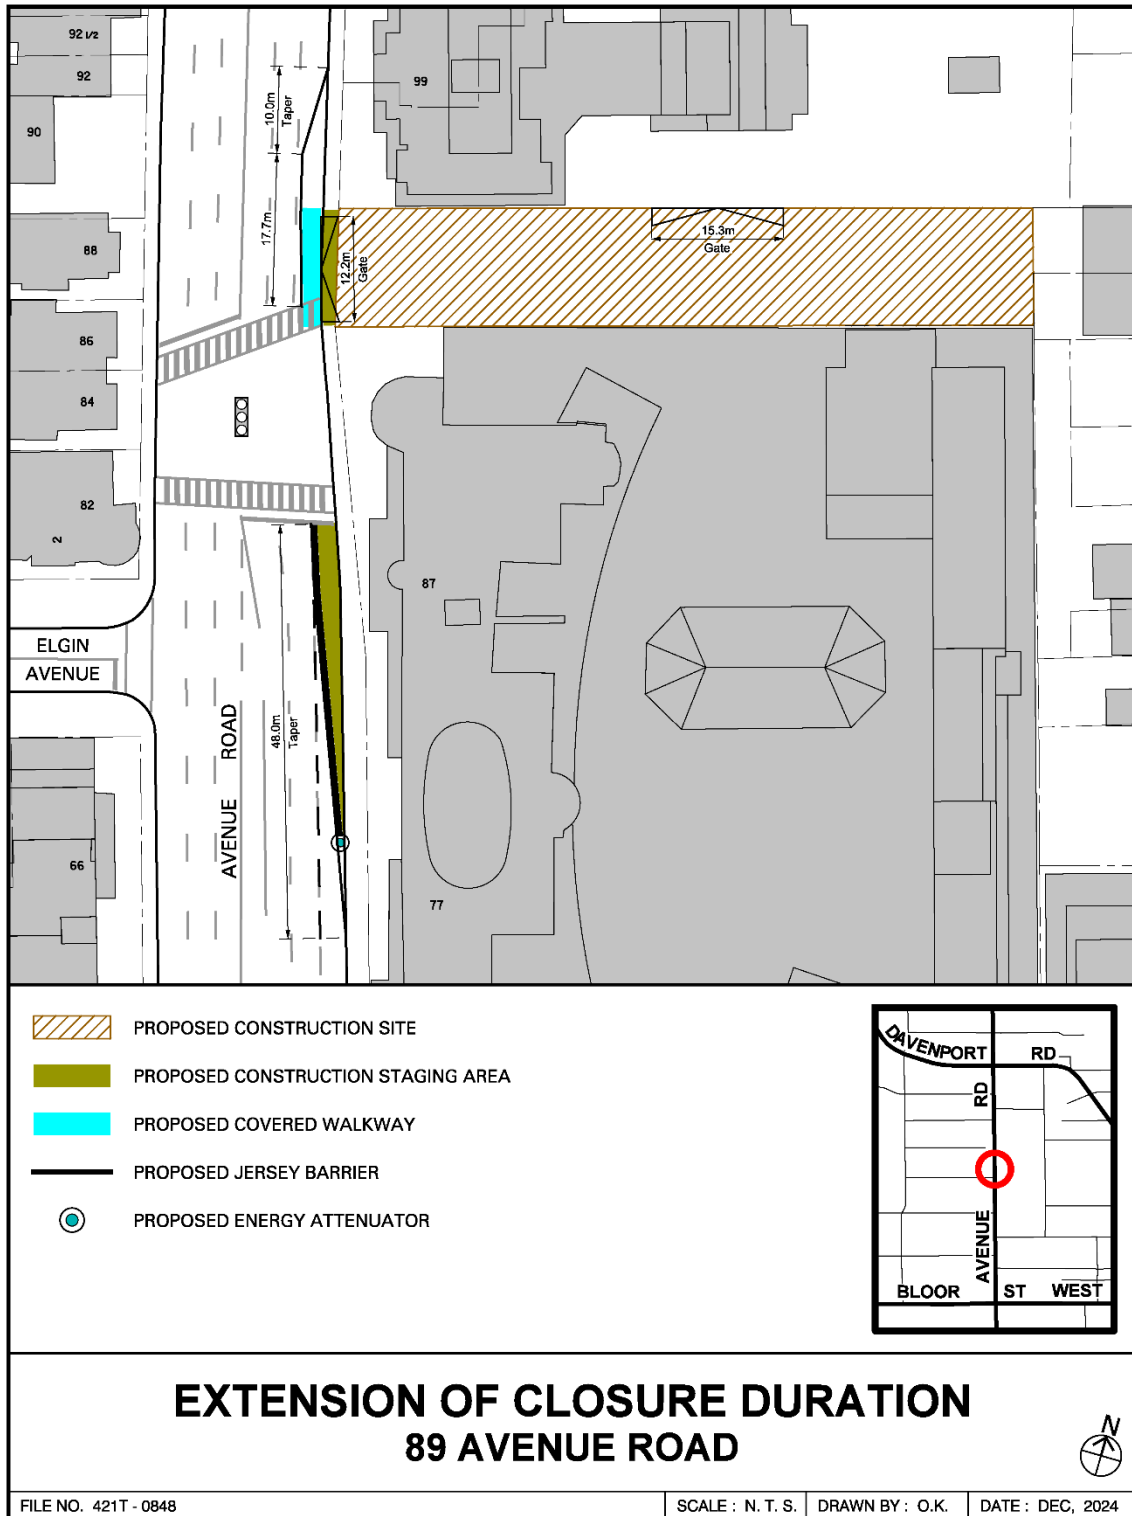 92 1/2
92
90
88
86
84
82
2
66
99
87
77
10.0m
Taper
17.7m
12.2m
Gate
15.3m
Gate
48.0m
Taper
ELGIN
AVENUE
AVENUE ROAD
PROPOSED CONSTRUCTION SITE
PROPOSED CONSTRUCTION STAGING AREA
PROPOSED COVERED WALKWAY
PROPOSED JERSEY BARRIER
PROPOSED ENERGY ATTENUATOR
DAVENPORT RD
AVENUE RD
BLOOR ST WEST
EXTENSION OF CLOSURE DURATION
89 AVENUE ROAD
N
FILE NO. 421T - 0848
SCALE : N. T. S.
DRAWN BY : O.K.
DATE : DEC, 2024